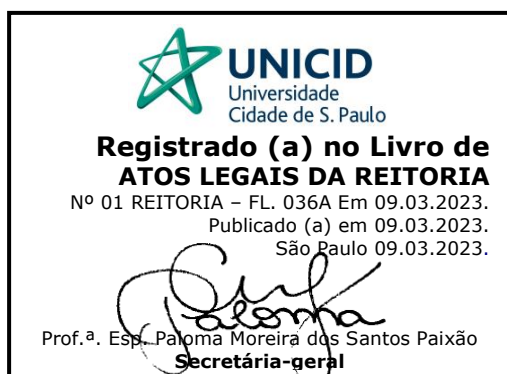 UNICID
Universidade
Cidade de S. Paulo
Registrado (a) no Livro de
ATOS LEGAIS DA REITORIA
Nº 01 REITORIA – FL. 036A Em 09.03.2023.
Publicado (a) em 09.03.2023.
São Paulo 09.03.2023.
Paloma
Prof.ª. Esp. Paloma Moreira dos Santos Paixão
Secretária-geral